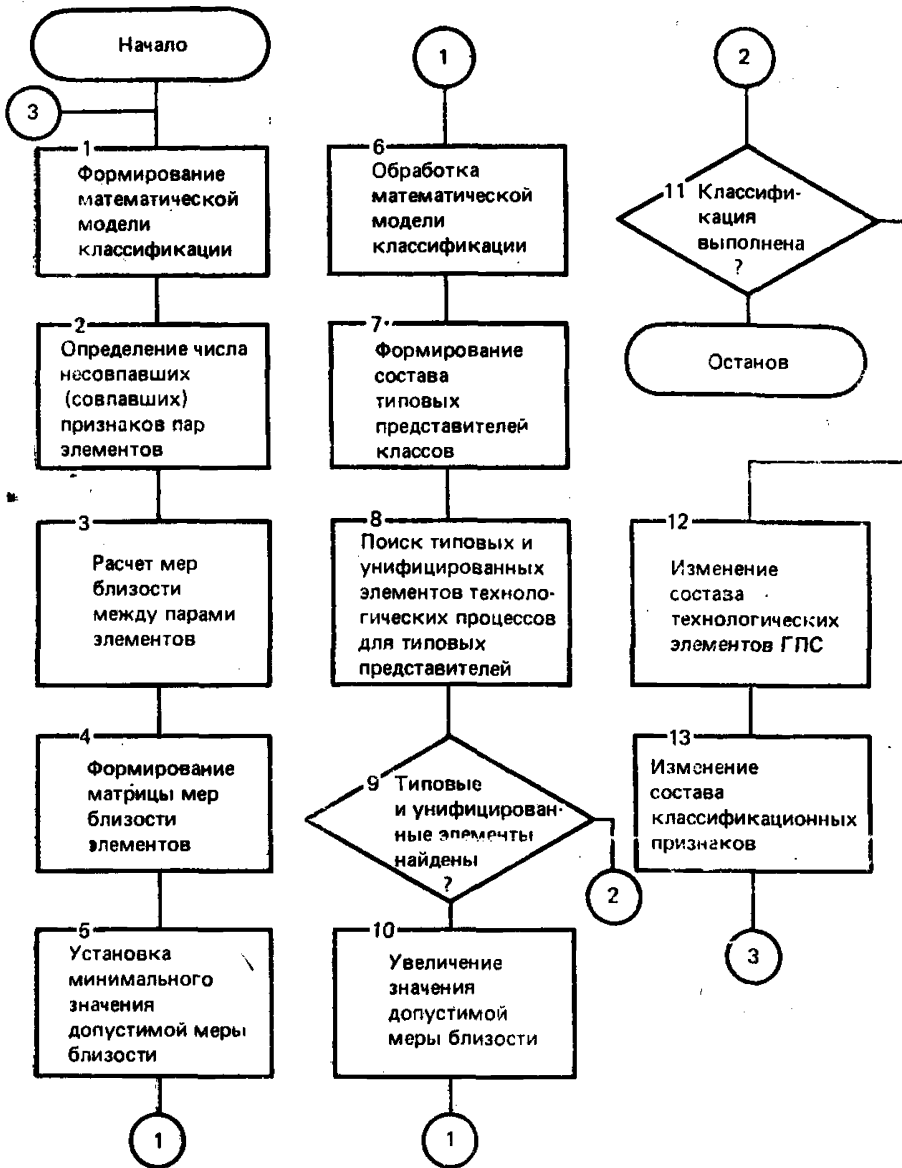 Начало
3
1
Формирование
математической
модели
классификации
2
Определение числа
несовпавших
(совпавших)
признаков пар
элементов
3
Расчет мер
близости
между парами
элементов
4
Формирование
матрицы мер
близости
элементов
5
Установка
минимального
значения
допустимой меры
близости
1
1
6
Обработка
математической
модели
классификации
7
Формирование
состава
типовых
представителей
классов
8
Поиск типовых и
унифицированных
элементов техноло-
гических процессов
для типовых
представителей
9 Типовые
и унифицирован-
ные элементы
найдены
?
2
10
Увеличение
значения
допустимой
меры близости
1
2
11 Классифи-
кация
выполнена
?
Останов
12
Изменение
состава
технологических
элементов ГПС
13
Изменение
состава
классификационных
признаков
3